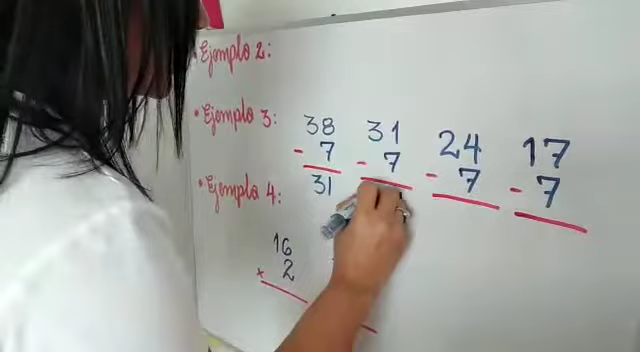 • Ejemplo 2:
• Ejemplo 3:
38 31 24 17
- 7 - 7 - 7 - 7
31
• Ejemplo 4:
16
+ 2